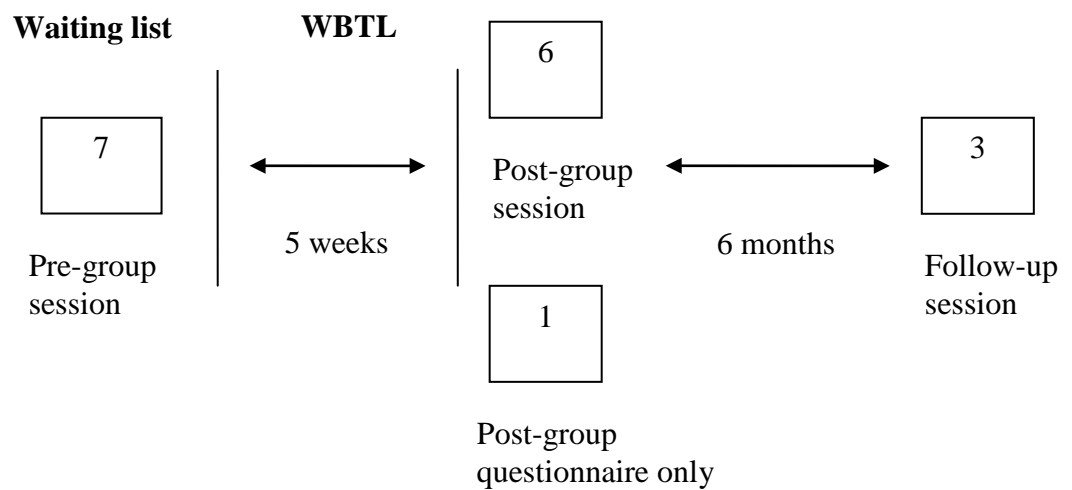 Waiting list
WBTL
7
Pre-group
session
5 weeks
6
Post-group
session
1
Post-group
questionnaire only
6 months
3
Follow-up
session